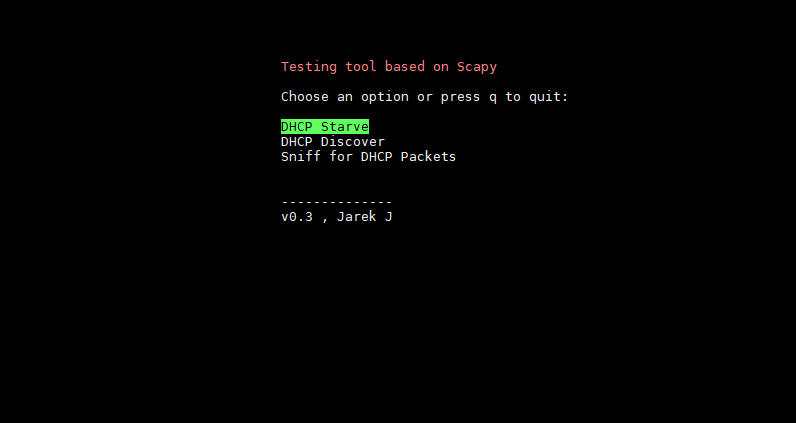 Testing tool based on Scapy
Choose an option or press q to quit:
DHCP Starve
DHCP Discover
Sniff for DHCP Packets
--------------
v0.3 , Jarek J